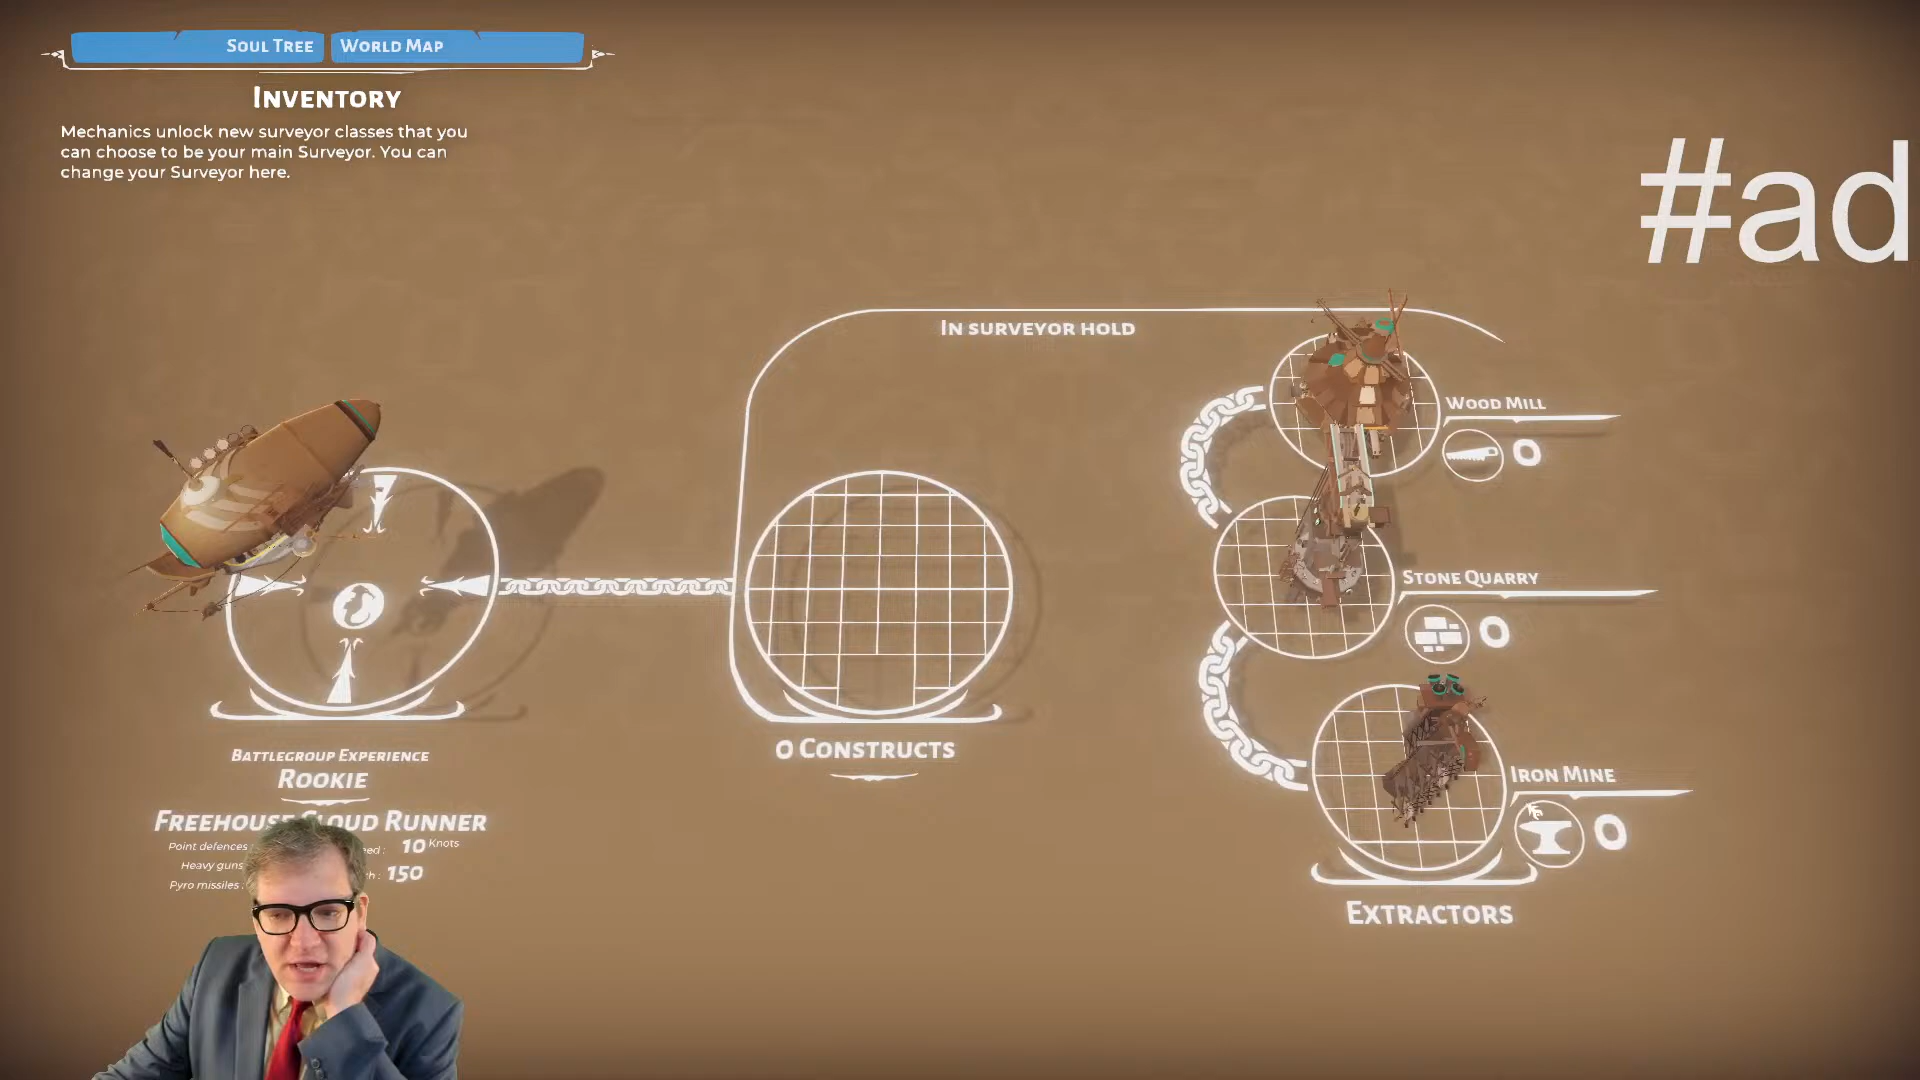 Soul Tree
World Map
Inventory
Mechanics unlock new surveyor classes that you
can choose to be your main Surveyor. You can
change your Surveyor here.
#ad
In surveyor hold
Wood Mill
0
Stone Quarry
0
Iron Mine
0
Extractors
0 Constructs
Battlegroup Experience
Rookie
Freehouse Cloud Runner
Point defences :
10 Knots
Heavy guns
150
Pyro missiles :